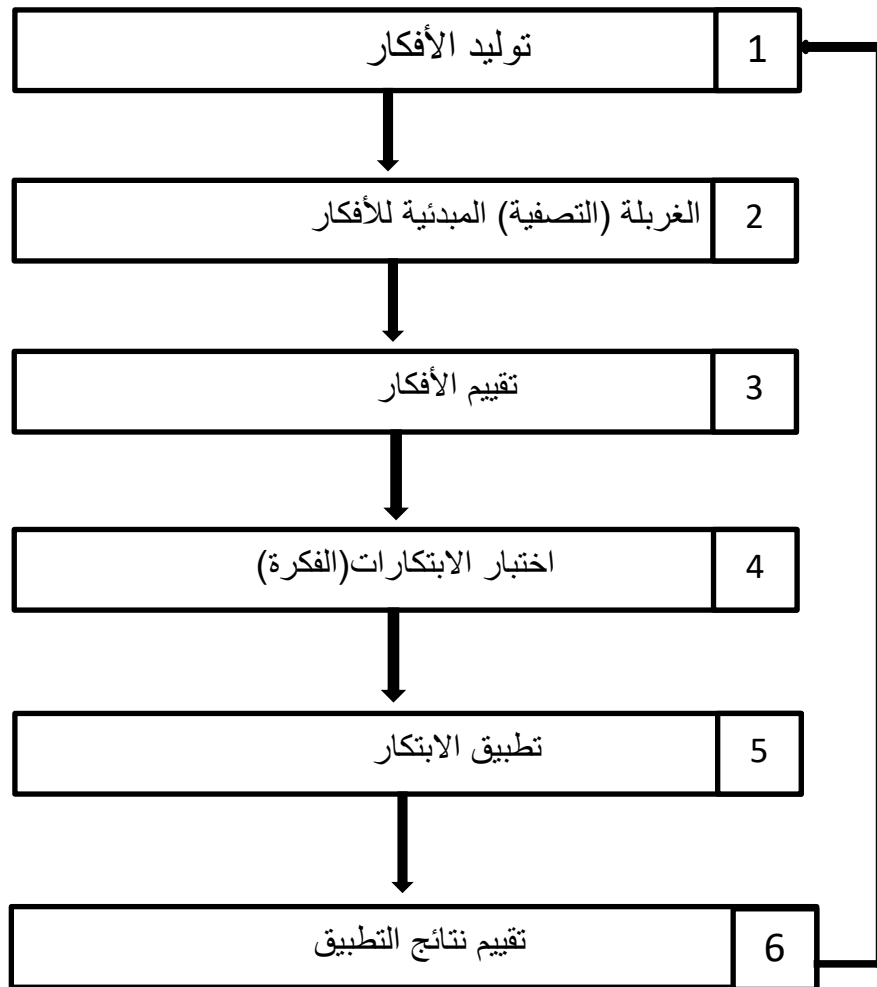 1 توليد الأفكار
2 الغربلة (التصفية) المبدئية للأفكار
3 تقييم الأفكار
4 اختبار الابتكارات(الفكرة)
5 تطبيق الابتكار
6 تقييم نتائج التطبيق